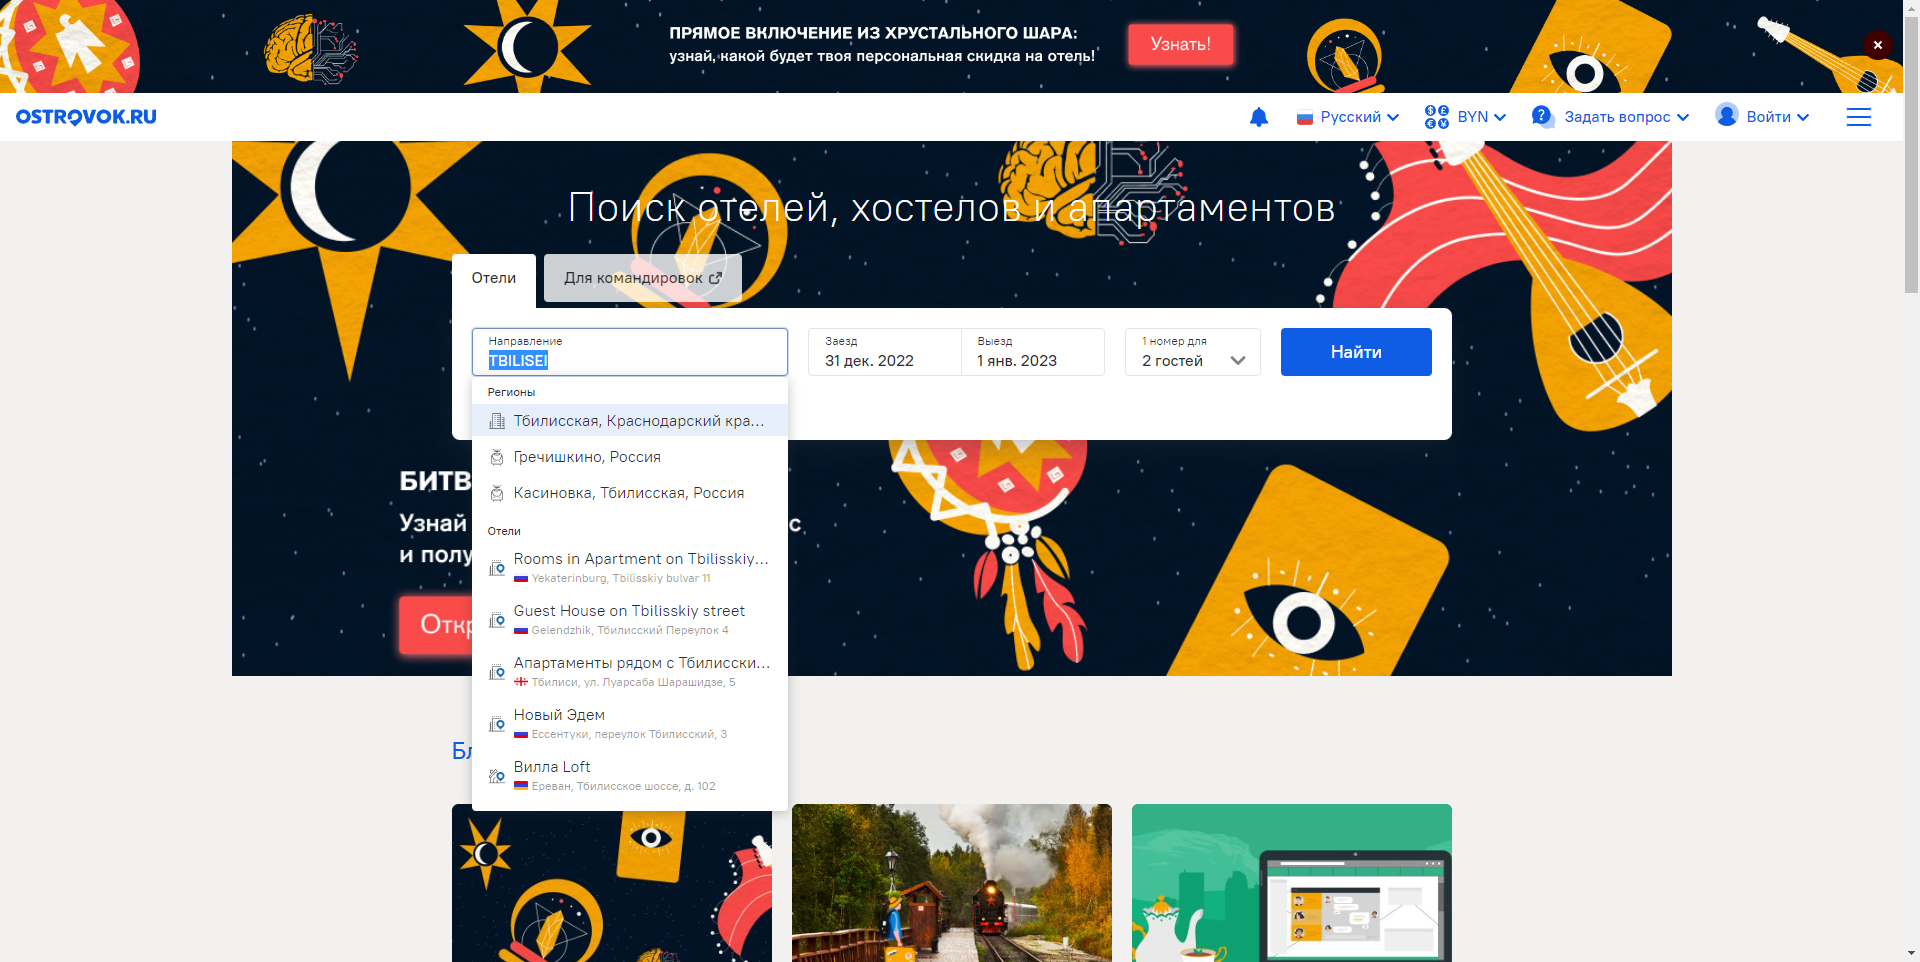 ПРЯМОЕ ВКЛЮЧЕНИЕ ИЗ ХРУСТАЛЬНОГО ШАРА:
узнай, какой будет твоя персональная скидка на отель!
Узнать!
OSTROVOK.RU
Русский
BYN
Задать вопрос
Войти
Поиск отелей, хостелов и апартаментов
Отели
Для командировок
Направление
TBILISEI
Заезд
31 дек. 2022
Выезд
1 янв. 2023
1 номер для
2 гостей
Найти
Регионы
Тбилисская, Краснодарский кра...
Гречишкино, Россия
Касиновка, Тбилисская, Россия
Отели
Rooms in Apartment on Tbilisskiy...
Yekaterinburg, Tbilisskiy bulvar 11
Guest House on Tbilisskiy street
Gelendzhik, Тбилисский Переулок 4
Апартаменты рядом с Тбилисски...
Тбилиси, ул. Луарсаба Шарашидзе, 5
Новый Эдем
Ессентуки, переулок Тбилисский, 3
Вилла Loft
Ереван, Тбилисское шоссе, д. 102
БИТВ
Узнай
с
и полу
Откр
Бл